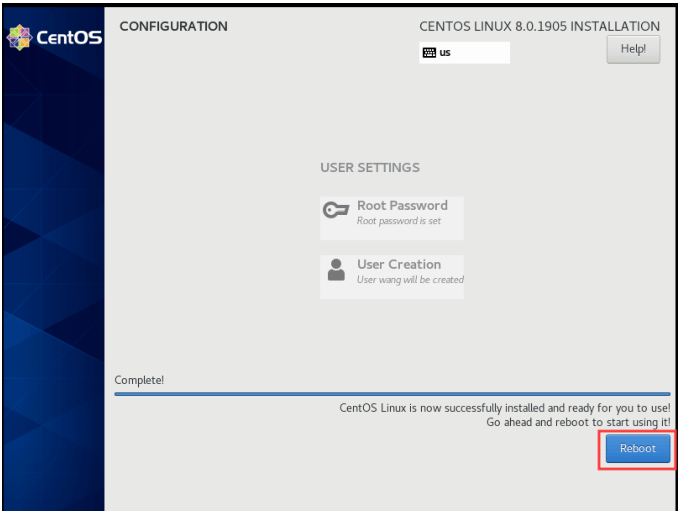 CentOS
CONFIGURATION
CENTOS LINUX 8.0.1905 INSTALLATION
us
Help!
USER SETTINGS
Root Password
Root password is set
User Creation
User wang will be created
Complete!
CentOS Linux is now successfully installed and ready for you to use!
Go ahead and reboot to start using it!
Reboot